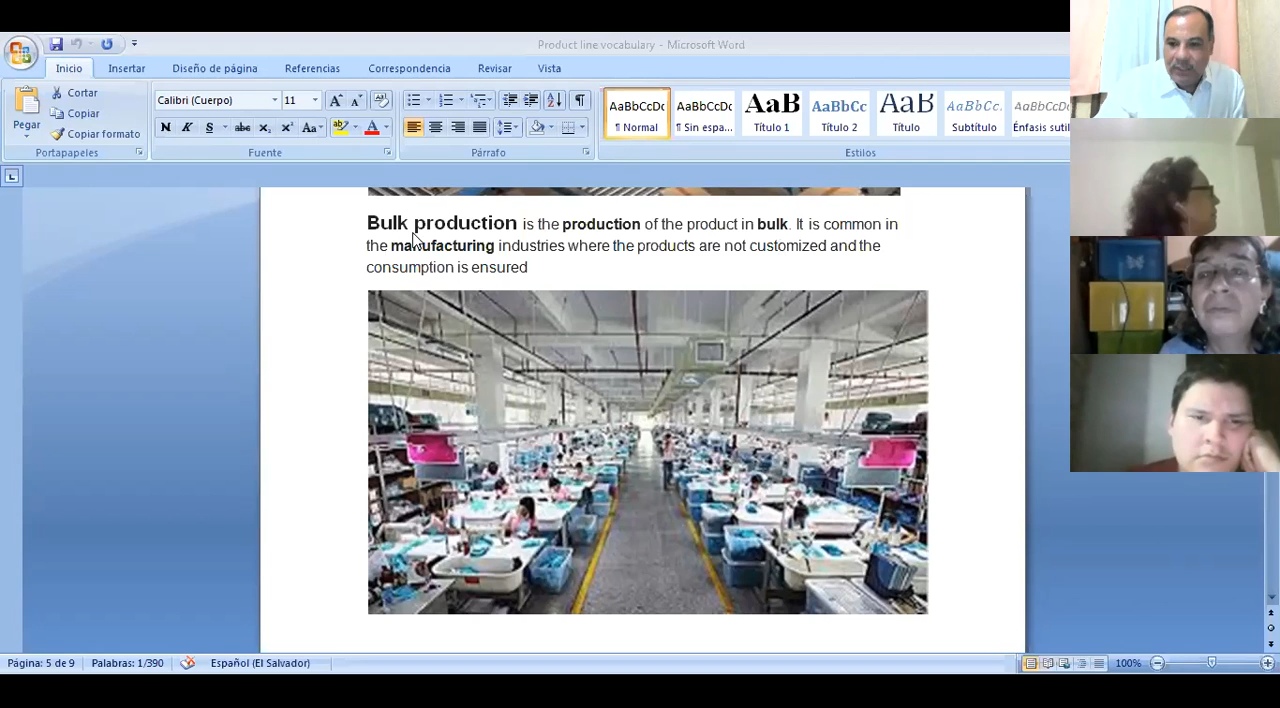 Product line vocabulary - Microsoft Word
Inicio Insertar Diseño de página Referencias Correspondencia Revisar Vista
Pegar
Cortar
Copiar
Copiar formato
Portapapeles
Calibri (Cuerpo) 11
N K S abc x₂ x² Aa
Fuente
Párrafo
AaBbCcDc AaBbCcDc AaB AaBbCc AaB AaBbCc. AaBbCcDc
¶ Normal ¶ Sin espa... Título 1 Título 2 Título Subtítulo Énfasis sutil
Estilos
Bulk production is the production of the product in bulk. It is common in
the manufacturing industries where the products are not customized and the
consumption is ensured
Página: 5 de 9 Palabras: 1/390 Español (El Salvador) 100%